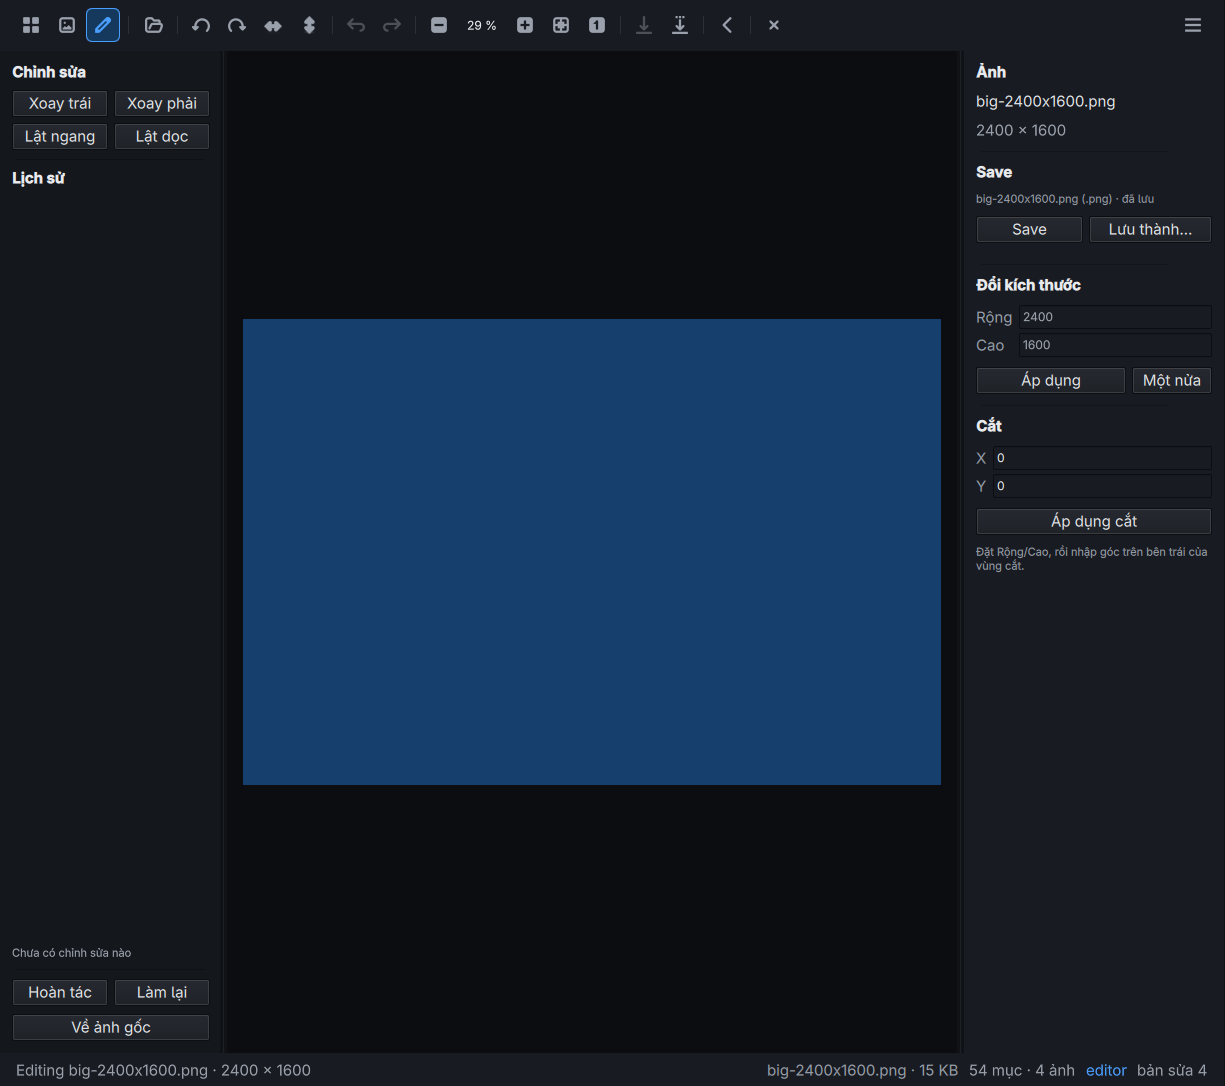 29 %
1
Chỉnh sửa
Xoay trái
Xoay phải
Lật ngang
Lật dọc
Lịch sử
Chưa có chỉnh sửa nào
Hoàn tác
Làm lại
Về ảnh gốc
Ảnh
big-2400x1600.png
2400 × 1600
Save
big-2400x1600.png (.png) · đã lưu
Save
Lưu thành...
Đổi kích thước
Rộng 2400
Cao 1600
Áp dụng
Một nửa
Cắt
X 0
Y 0
Áp dụng cắt
Đặt Rộng/Cao, rồi nhập góc trên bên trái của
vùng cắt.
Editing big-2400x1600.png · 2400 × 1600
big-2400x1600.png · 15 KB 54 mục · 4 ảnh editor bản sửa 4